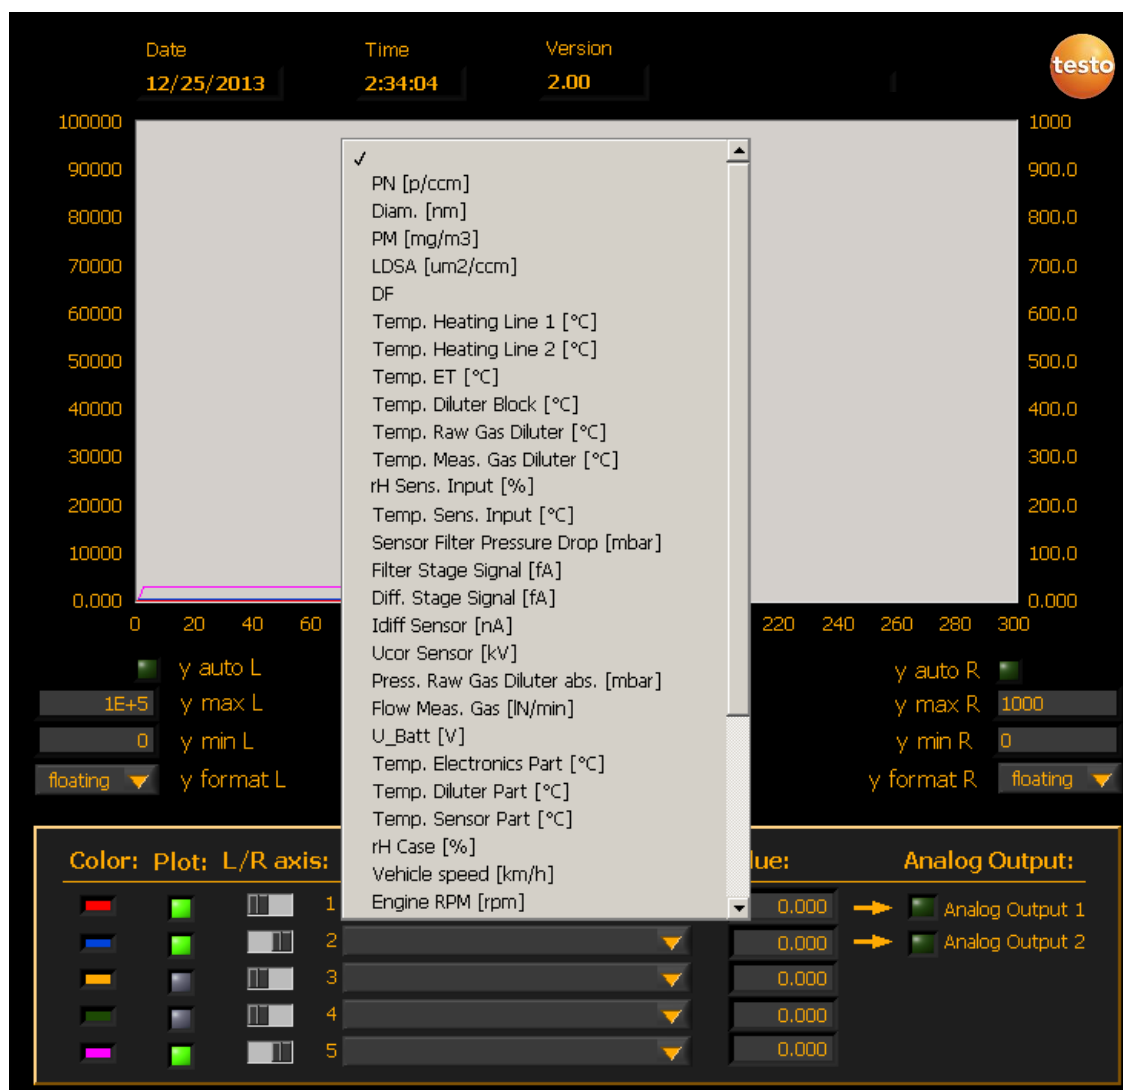 Date Time Version
12/25/2013 2:34:04 2.00
testo
100000 1000
90000 900.0
80000 800.0
70000 700.0
60000 600.0
50000 500.0
40000 400.0
30000 300.0
20000 200.0
10000 100.0
0.000 0.000
0 20 40 60 220 240 260 280 300
✓
PN [p/ccm]
Diam. [nm]
PM [mg/m3]
LDSA [um2/ccm]
DF
Temp. Heating Line 1 [°C]
Temp. Heating Line 2 [°C]
Temp. ET [°C]
Temp. Diluter Block [°C]
Temp. Raw Gas Diluter [°C]
Temp. Meas. Gas Diluter [°C]
rH Sens. Input [%]
Temp. Sens. Input [°C]
Sensor Filter Pressure Drop [mbar]
Filter Stage Signal [fA]
Diff. Stage Signal [fA]
Idiff Sensor [nA]
Ucor Sensor [kV]
Press. Raw Gas Diluter abs. [mbar]
Flow Meas. Gas [lN/min]
U_Batt [V]
Temp. Electronics Part [°C]
Temp. Diluter Part [°C]
Temp. Sensor Part [°C]
rH Case [%]
Vehicle speed [km/h]
Engine RPM [rpm]
y auto L y auto R
1E+5 y max L y max R 1000
0 y min L y min R 0
floating y format L y format R floating
Color: Plot: L/R axis: lue: Analog Output:
1 0.000 Analog Output 1
2 0.000 Analog Output 2
3 0.000
4 0.000
5 0.000